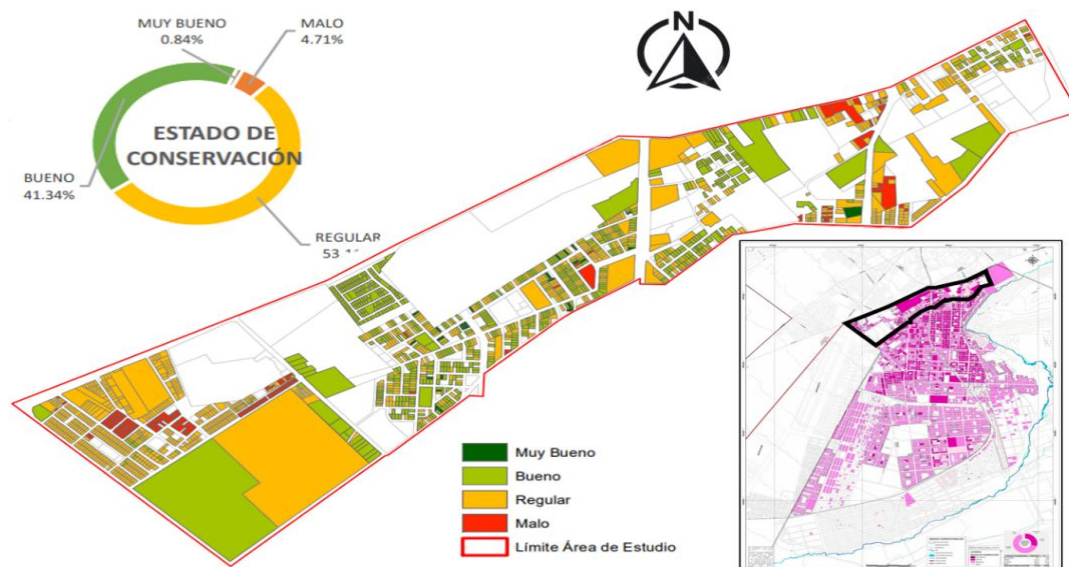 MUY BUENO
0.84%
MALO
4.71%
N
ESTADO DE
CONSERVACIÓN
BUENO
41.34%
REGULAR
Muy Bueno
Bueno
Regular
Malo
Límite Área de Estudio